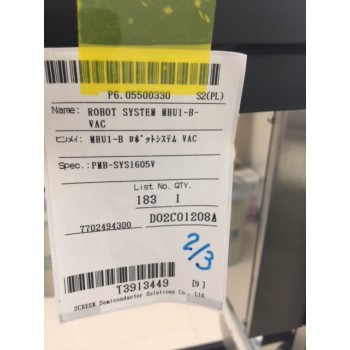 P6.05500330 S2(PL)
Name: ROBOT SYSTEM MHU1-B-
VAC
ヒンメイ: MHU1-B ロボットシステム VAC
Spec.:PMB-SYS1605V
List No. QTY.
183 1
7702494300 D02C01208A
2/3
T3913449 [9]
SCREEN Semiconductor Solutions Co., Ltd.